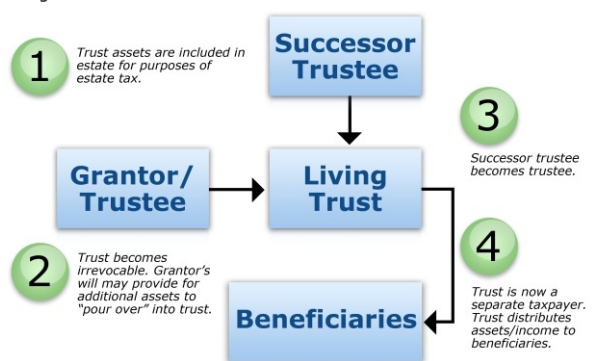 1
Trust assets are included in
estate for purposes of
estate tax.
Successor
Trustee
3
Successor trustee
becomes trustee.
Grantor/
Trustee
Living
Trust
2
Trust becomes
irrevocable. Grantor's
will may provide for
additional assets to
"pour over" into trust.
4
Trust is now a
separate taxpayer.
Trust distributes
assets/income to
beneficiaries.
Beneficiaries